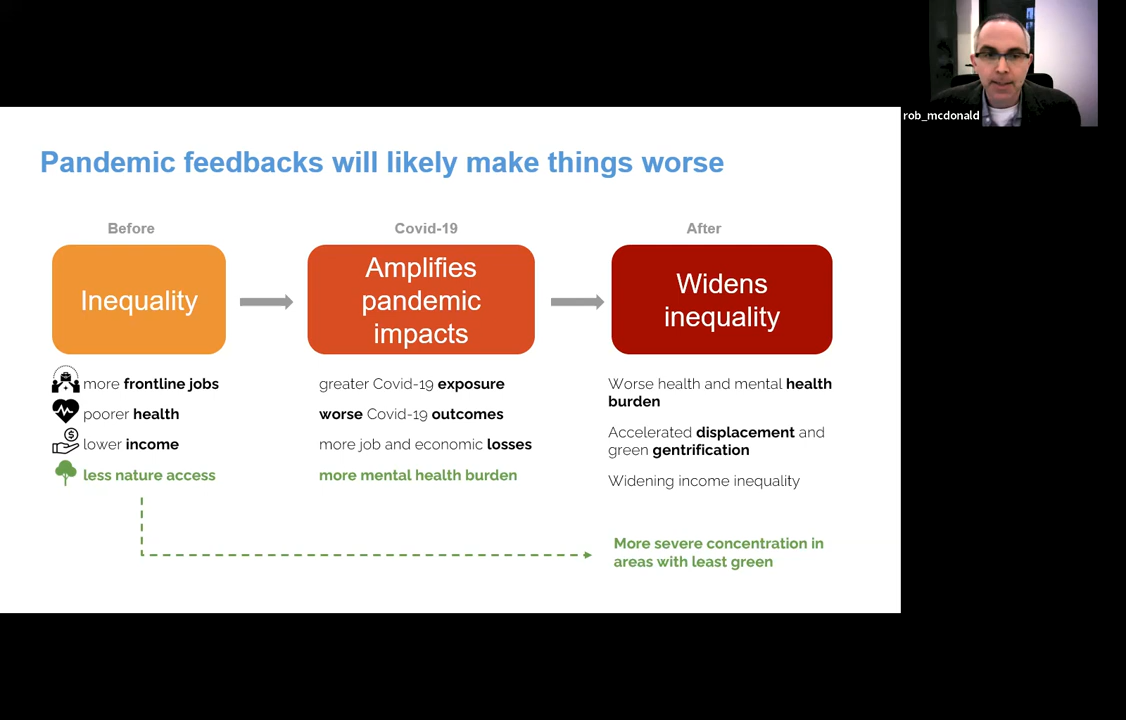 rob_mcdonald
Pandemic feedbacks will likely make things worse
Before
Covid-19
After
Inequality
Amplifies
pandemic
impacts
Widens
inequality
more frontline jobs
poorer health
lower income
less nature access
greater Covid-19 exposure
worse Covid-19 outcomes
more job and economic losses
more mental health burden
Worse health and mental health
burden
Accelerated displacement and
green gentrification
Widening income inequality
More severe concentration in
areas with least green